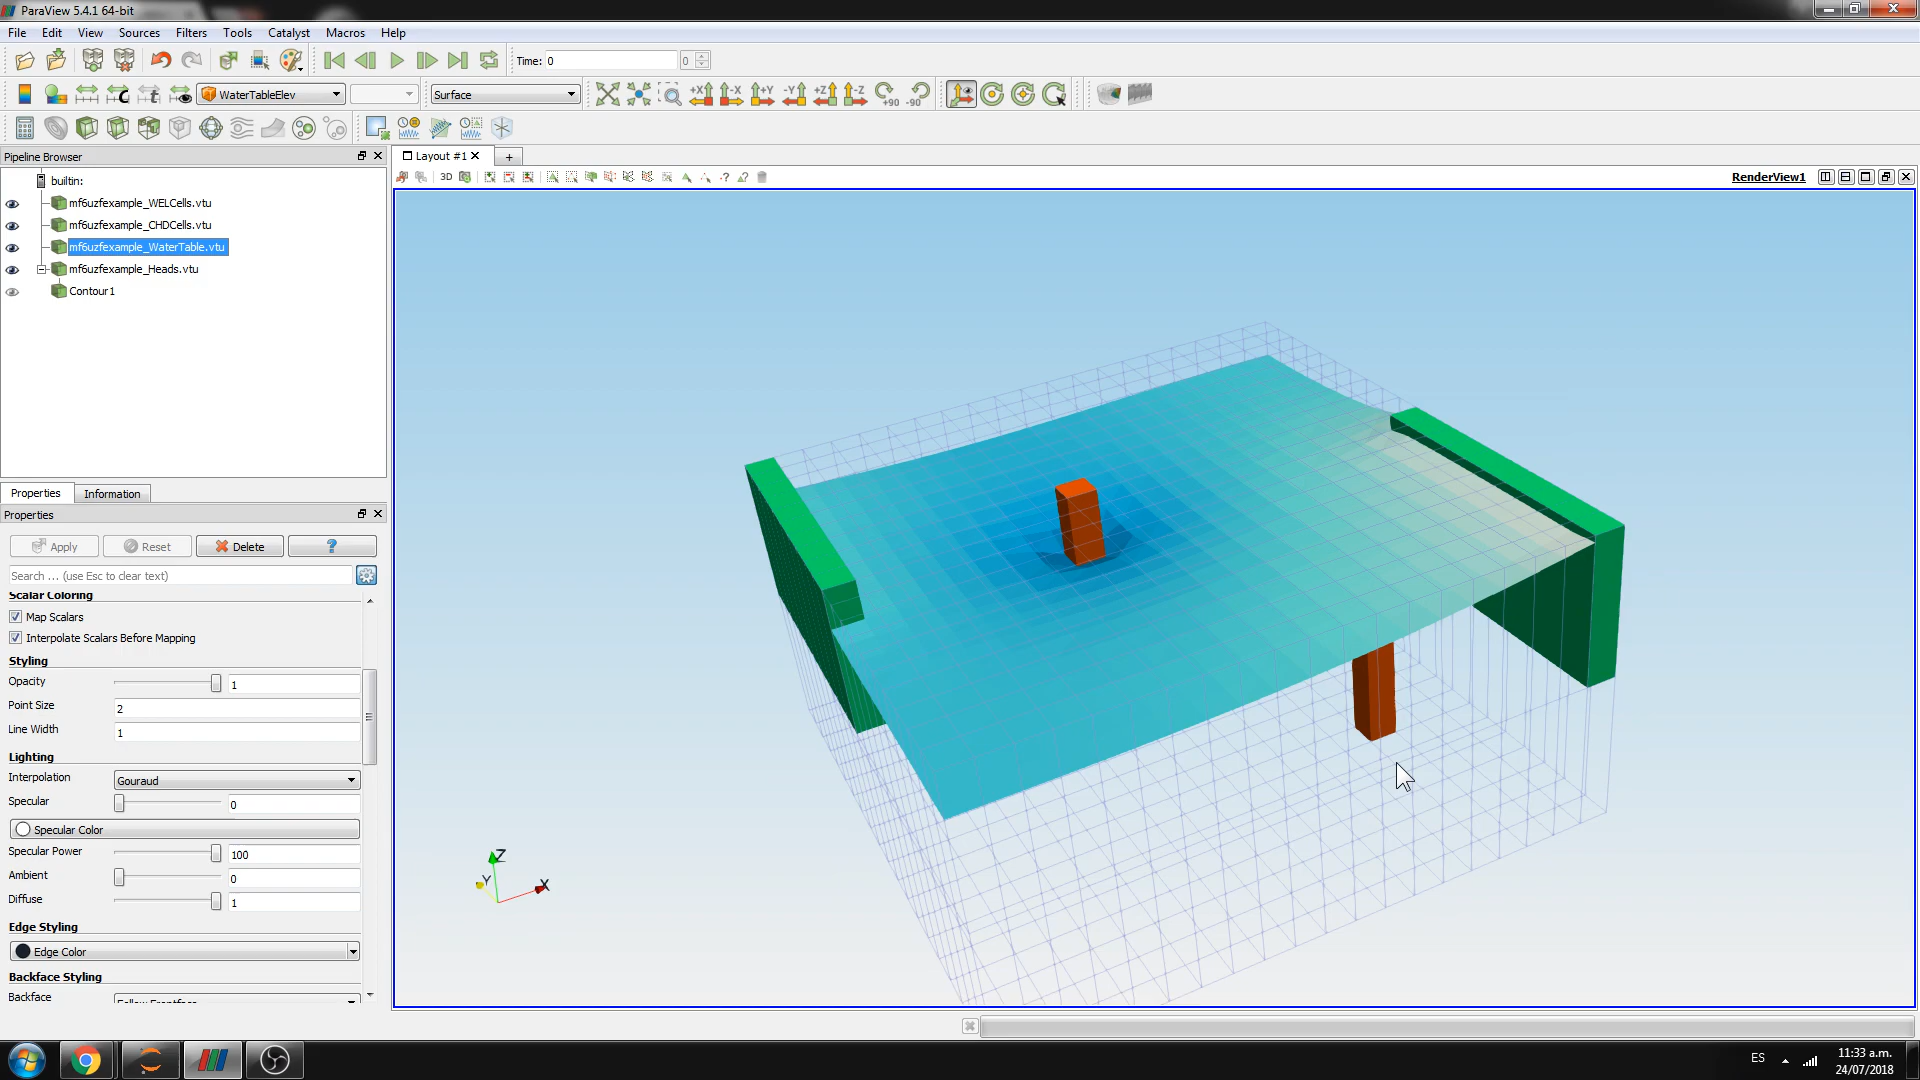 ParaView 5.4.1 64-bit
File Edit View Sources Filters Tools Catalyst Macros Help
Time: 0 0
WaterTableElev Surface +X -X +Y -Y +Z -Z +90 -90
Pipeline Browser
Layout #1 +
3D RenderView1
builtin:
mf6uzfexample_WELCells.vtu
mf6uzfexample_CHDCells.vtu
mf6uzfexample_WaterTable.vtu
mf6uzfexample_Heads.vtu
Contour1
Properties Information
Properties
Apply Reset Delete ?
Search ... (use Esc to clear text)
Scalar Coloring
Map Scalars
Interpolate Scalars Before Mapping
Styling
Opacity 1
Point Size 2
Line Width 1
Lighting
Interpolation Gouraud
Specular 0
Specular Color
Specular Power 100
Ambient 0
Diffuse 1
Edge Styling
Edge Color
Backface Styling
Backface Follow Frontface
Z
Y X
ES 11:33 a.m.
24/07/2018